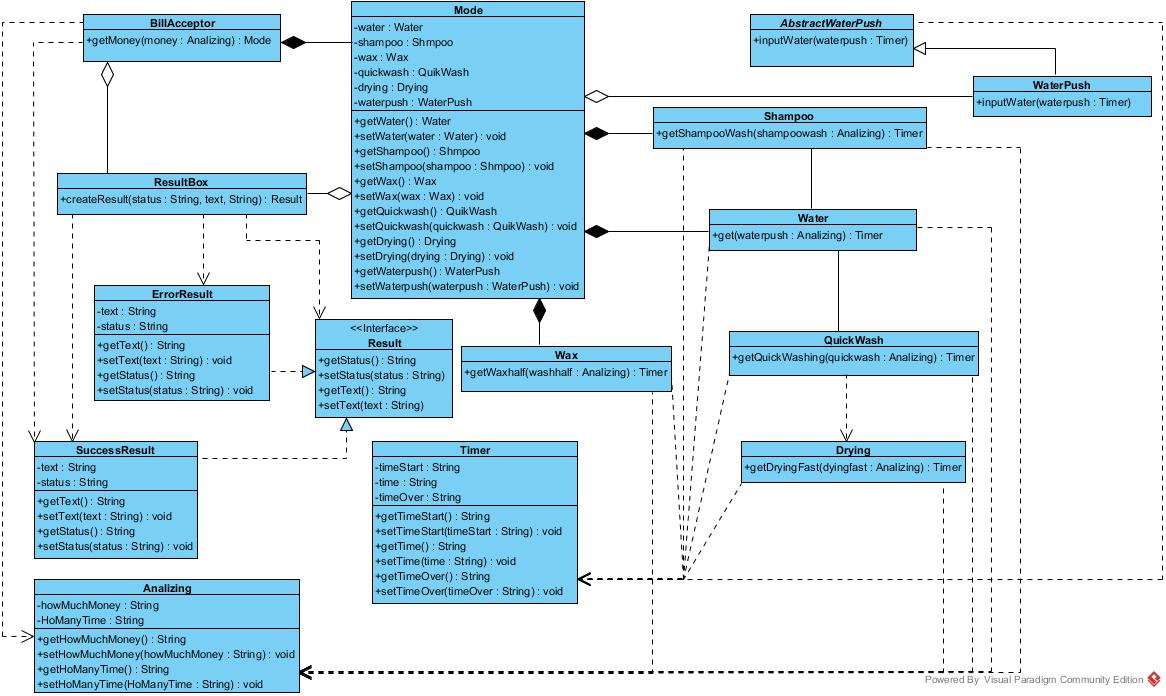 BillAcceptor
+getMoney(money : Analizing) : Mode
Mode
-water : Water
-shampoo : Shmpoo
-wax : Wax
-quickwash : QuikWash
-drying : Drying
-waterpush : WaterPush
+getWater() : Water
+setWater(water : Water) : void
+getShampoo() : Shmpoo
+setShampoo(shampoo : Shmpoo) : void
+getWax() : Wax
+setWax(wax : Wax) : void
+getQuickwash() : QuikWash
+setQuickwash(quickwash : QuikWash) : void
+getDrying() : Drying
+setDrying(drying : Drying) : void
+getWaterpush() : WaterPush
+setWaterpush(waterpush : WaterPush) : void
AbstractWaterPush
+inputWater(waterpush : Timer)
WaterPush
+inputWater(waterpush : Timer)
Shampoo
+getShampooWash(shampoowash : Analizing) : Timer
ResultBox
+createResult(status : String, text, String) : Result
Water
+get(waterpush : Analizing) : Timer
ErrorResult
-text : String
-status : String
+getText() : String
+setText(text : String) : void
+getStatus() : String
+setStatus(status : String) : void
<<Interface>>
Result
+getStatus() : String
+setStatus(status : String)
+getText() : String
+setText(text : String)
Wax
+getWaxhalf(washhalf : Analizing) : Timer
QuickWash
+getQuickWashing(quickwash : Analizing) : Timer
SuccessResult
-text : String
-status : String
+getText() : String
+setText(text : String) : void
+getStatus() : String
+setStatus(status : String) : void
Timer
-timeStart : String
-time : String
-timeOver : String
+getTimeStart() : String
+setTimeStart(timeStart : String) : void
+getTime() : String
+setTime(time : String) : void
+getTimeOver() : String
+setTimeOver(timeOver : String) : void
Drying
+getDryingFast(dyingfast : Analizing) : Timer
Analizing
-howMuchMoney : String
-HoManyTime : String
+getHowMuchMoney() : String
+setHowMuchMoney(howMuchMoney : String) : void
+getHoManyTime() : String
+setHoManyTime(HoManyTime : String) : void
Powered By Visual Paradigm Community Edition